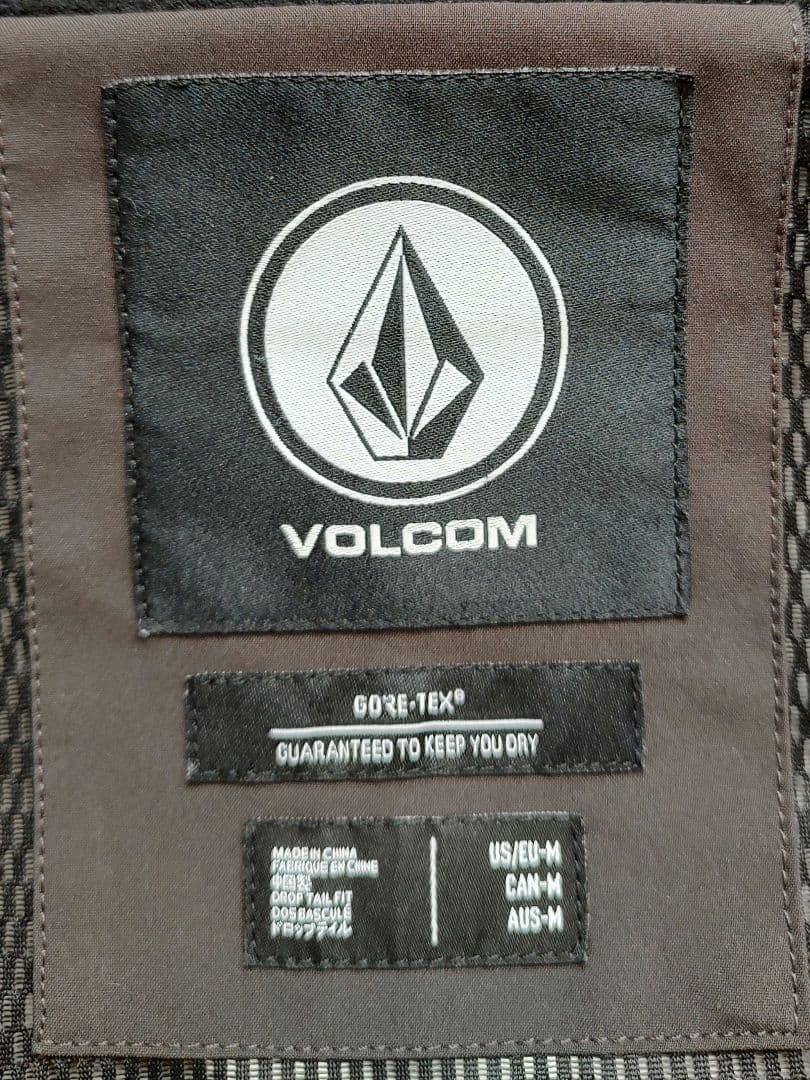 VOLCOM
GORE-TEX®
GUARANTEED TO KEEP YOU DRY
MADE IN CHINA
FABRIQUE EN CHINE
中国製
DROP TAIL FIT
DOS BASCULÉ
ドロップテイル
US/EU-M
CAN-M
AUS-M